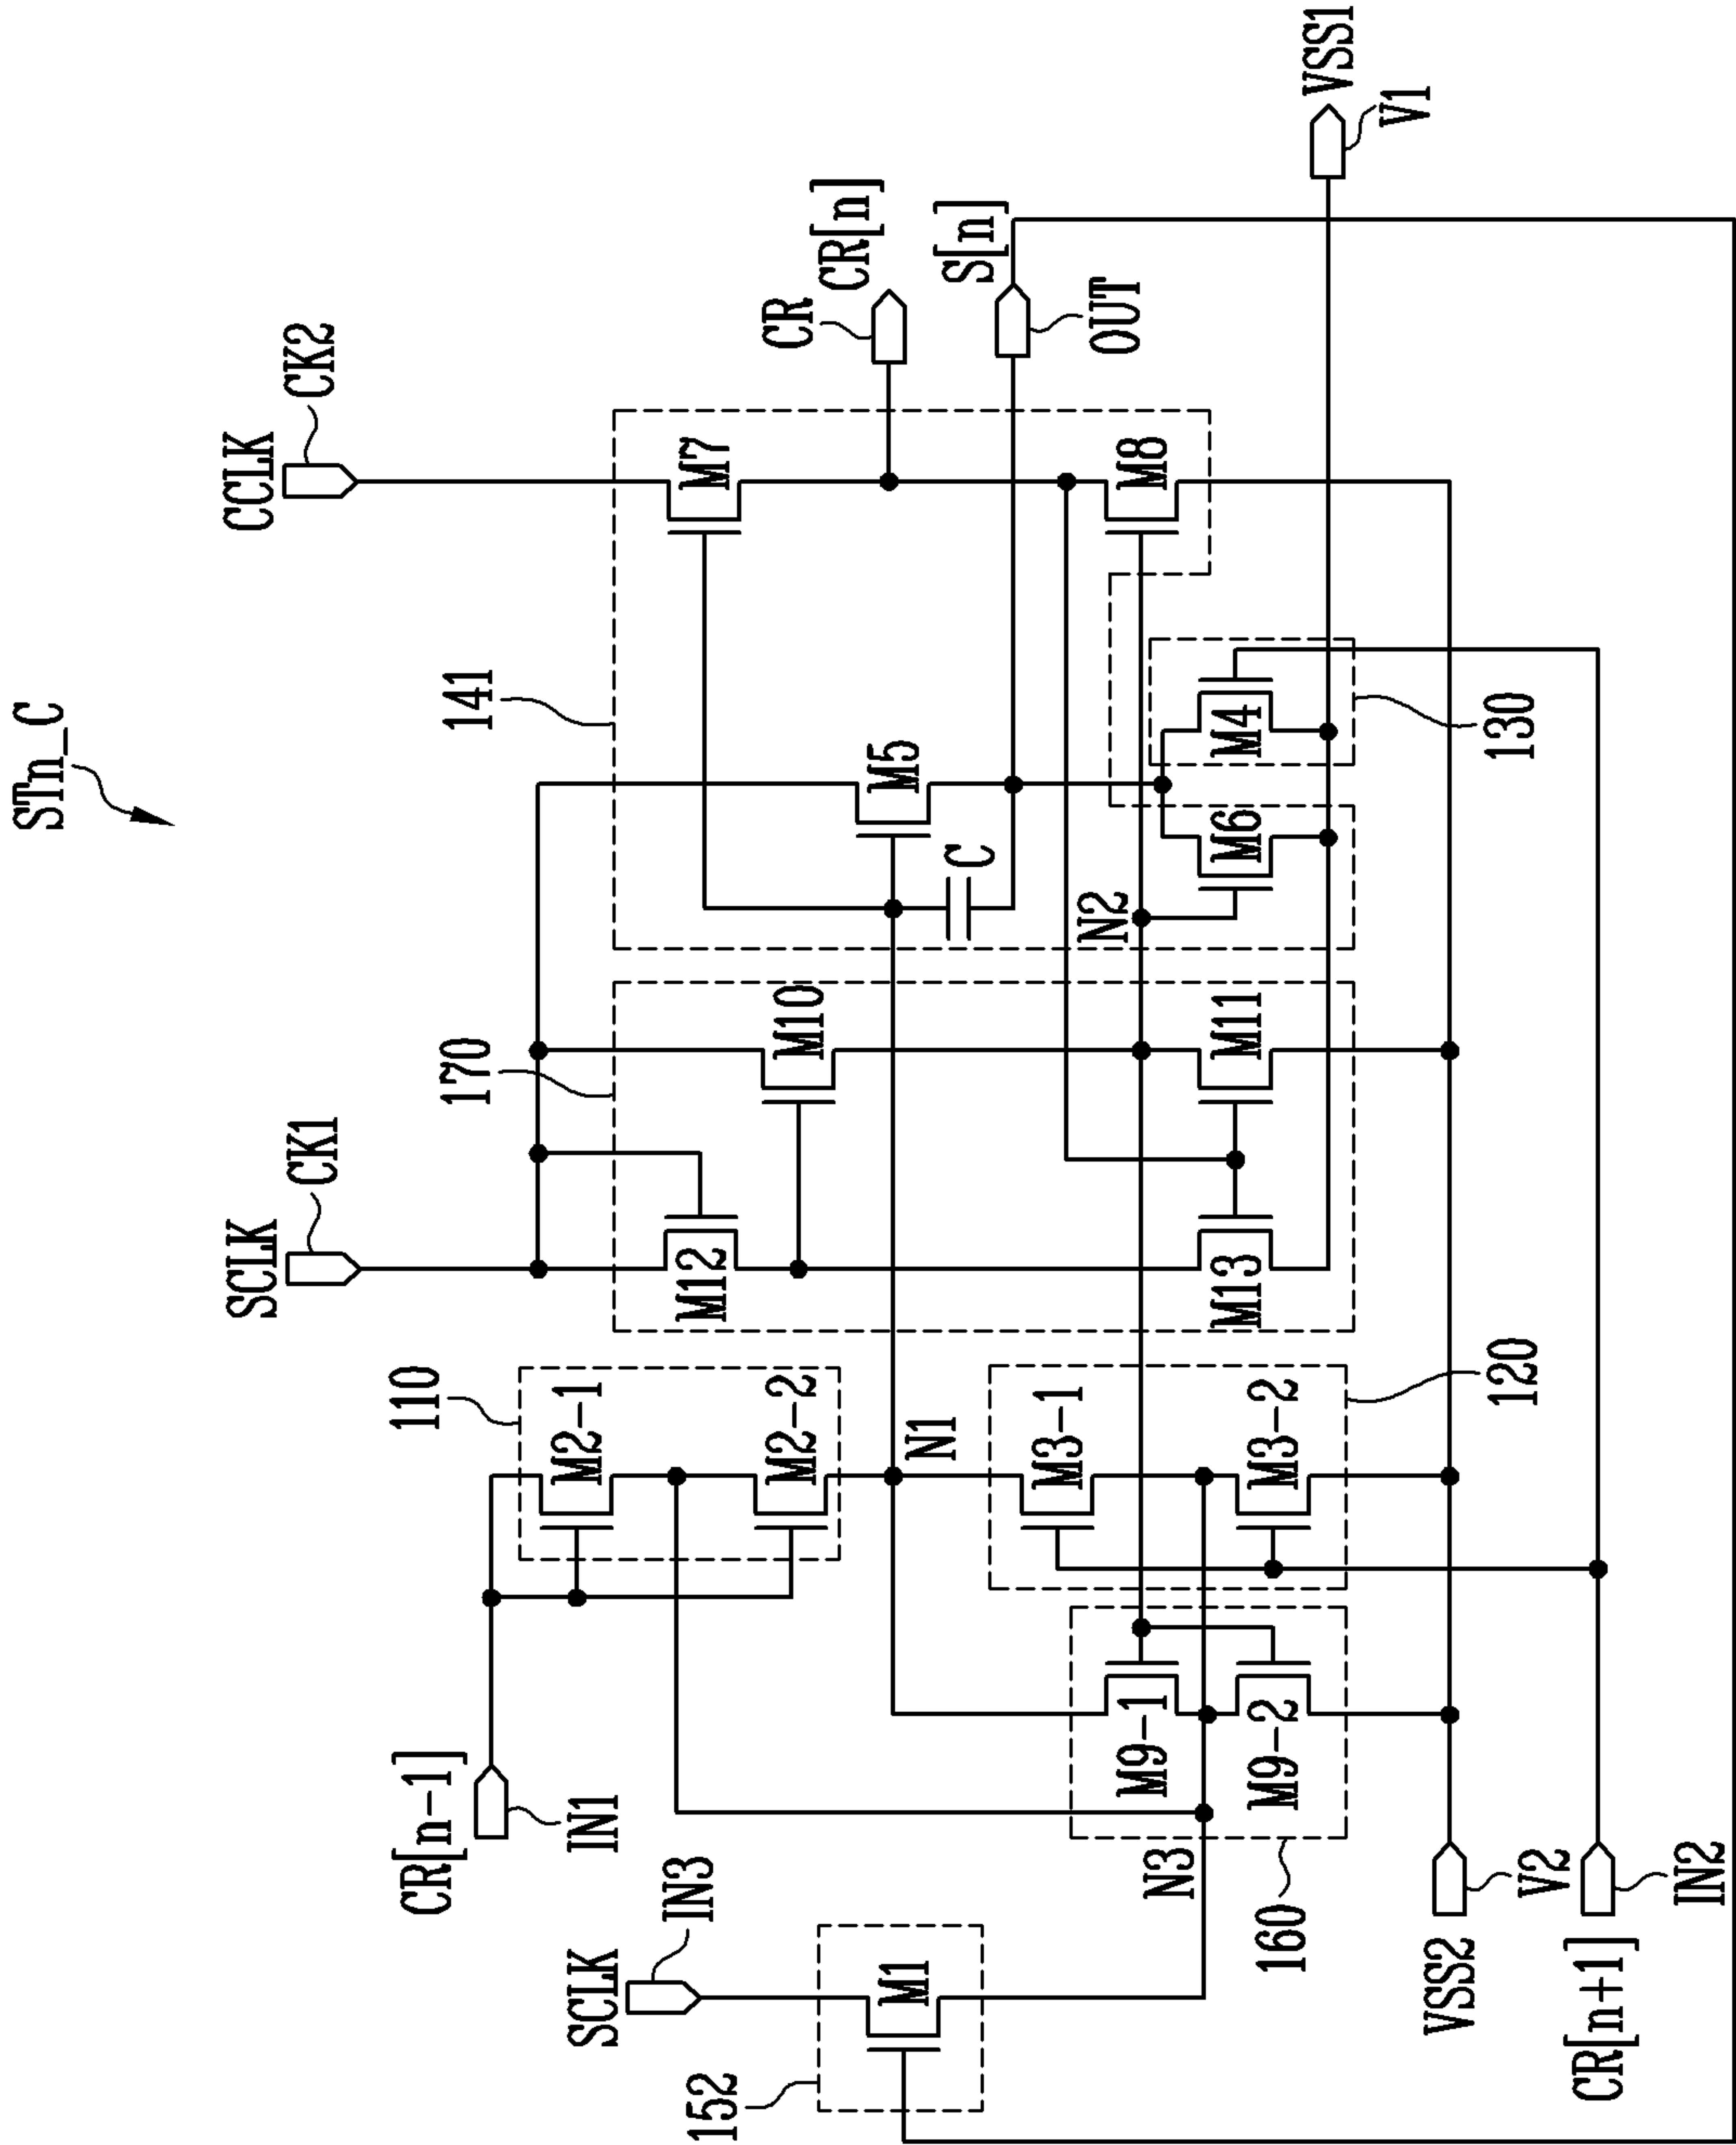 STn_C
SCLK
CK1
CCLK
CK2
CR[n-1]
IN1
110
M2-1
M2-2
170
M12
M10
M13
M11
141
M7
M5
C
M8
M6
N2
130
M4
CR
CR[n]
S[n]
OUT
VSS1
V1
SCLK
IN3
152
M1
N3
160
M9-1
M9-2
N1
120
M3-1
M3-2
VSS2
V2
CR[n+1]
IN2